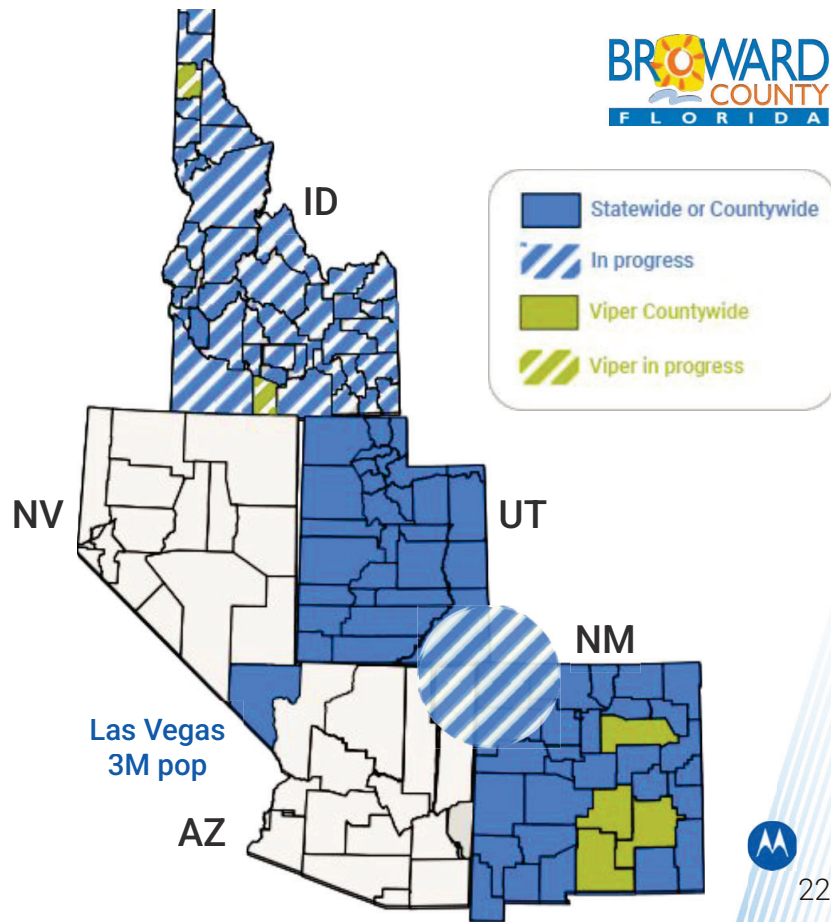 BROWARD
COUNTY
FLORIDA
ID
Statewide or Countywide
In progress
Viper Countywide
Viper in progress
NV
UT
NM
Las Vegas
3M pop
AZ
22